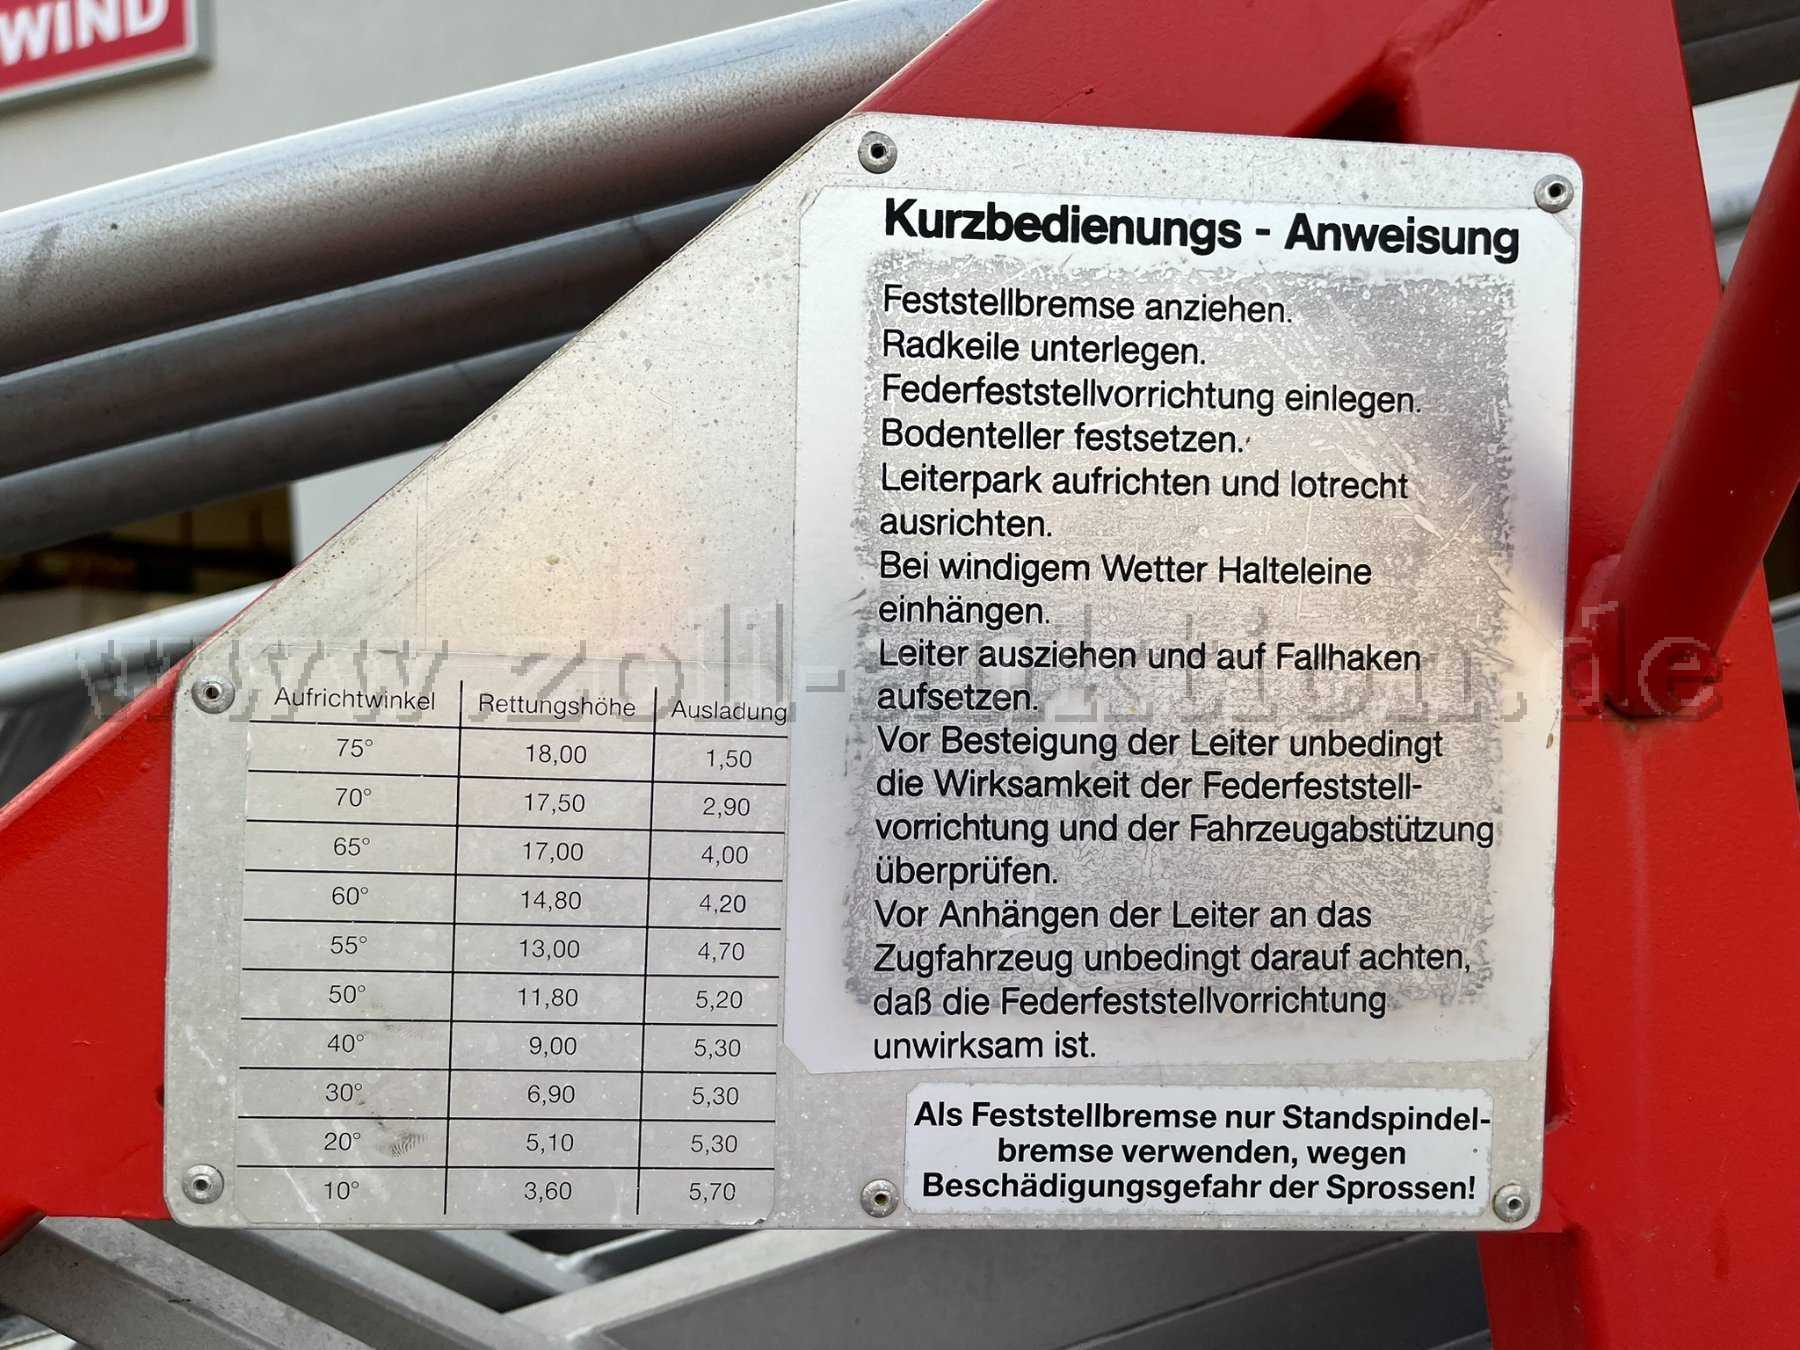 WIND
Kurzbedienungs - Anweisung
Feststellbremse anziehen.
Radkeile unterlegen.
Federfeststellvorrichtung einlegen.
Bodenteller festsetzen.
Leiterpark aufrichten und lotrecht
ausrichten.
Bei windigem Wetter Halteleine
einhängen.
Leiter ausziehen und auf Fallhaken
aufsetzen.
Vor Besteigung der Leiter unbedingt
die Wirksamkeit der Federfeststell-
vorrichtung und der Fahrzeugabstützung
überprüfen.
Vor Anhängen der Leiter an das
Zugfahrzeug unbedingt darauf achten,
daß die Federfeststellvorrichtung
unwirksam ist.
Als Feststellbremse nur Standspindel-
bremse verwenden, wegen
Beschädigungsgefahr der Sprossen!
Aufrichtwinkel Rettungshöhe Ausladung
75° 18,00 1,50
70° 17,50 2,90
65° 17,00 4,00
60° 14,80 4,20
55° 13,00 4,70
50° 11,80 5,20
40° 9,00 5,30
30° 6,90 5,30
20° 5,10 5,30
10° 3,60 5,70
www.zoll-auktion.de